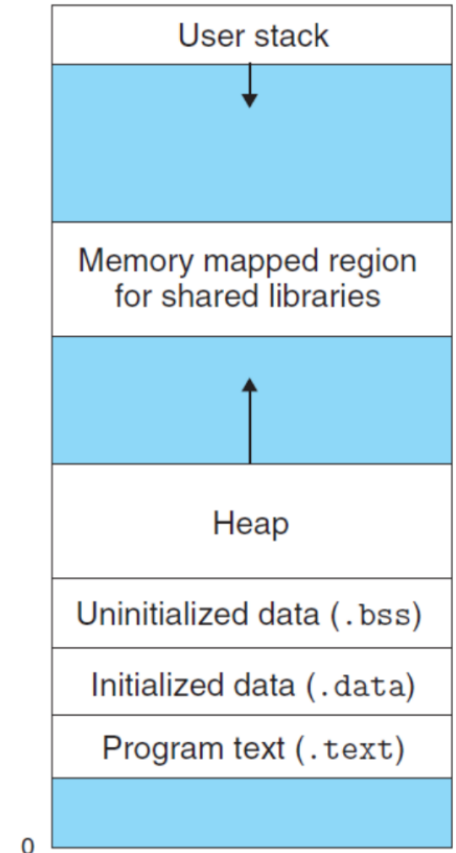 User stack
Memory mapped region
for shared libraries
Heap
Uninitialized data (.bss)
Initialized data (.data)
Program text (.text)
0